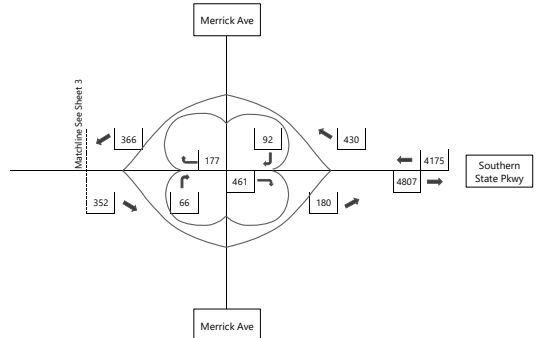 Merrick Ave
Matchline See Sheet 3
366
92
430
177
4175
Southern
State Pkwy
461
4807
352
66
180
Merrick Ave